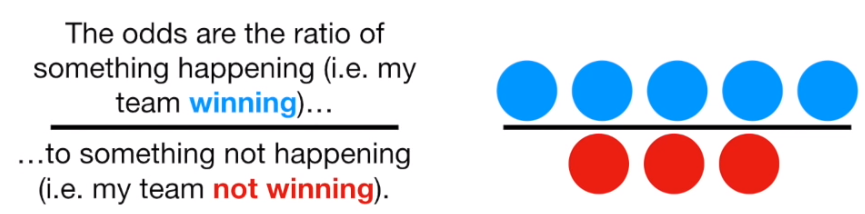 The odds are the ratio of
something happening (i.e. my
team winning)...
...to something not happening
(i.e. my team not winning).